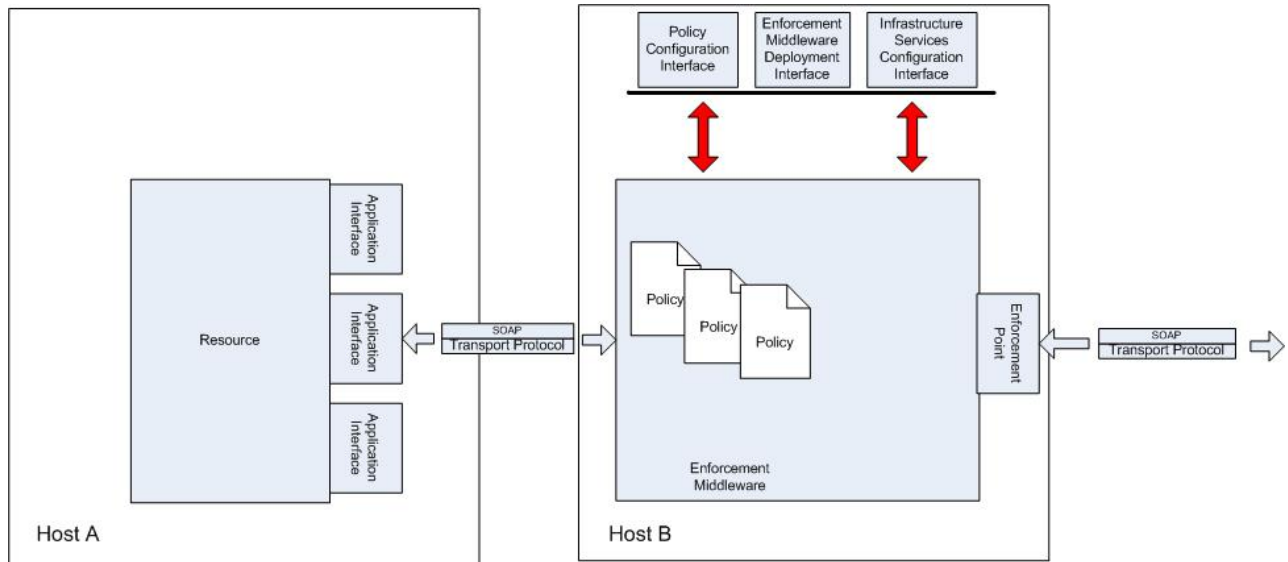 Policy
Configuration
Interface
Enforcement
Middleware
Deployment
Interface
Infrastructure
Services
Configuration
Interface
Resource
Application
Interface
Application
Interface
Application
Interface
SOAP
Transport Protocol
Policy
Policy
Policy
Enforcement
Middleware
Enforcement
Point
SOAP
Transport Protocol
Host A
Host B